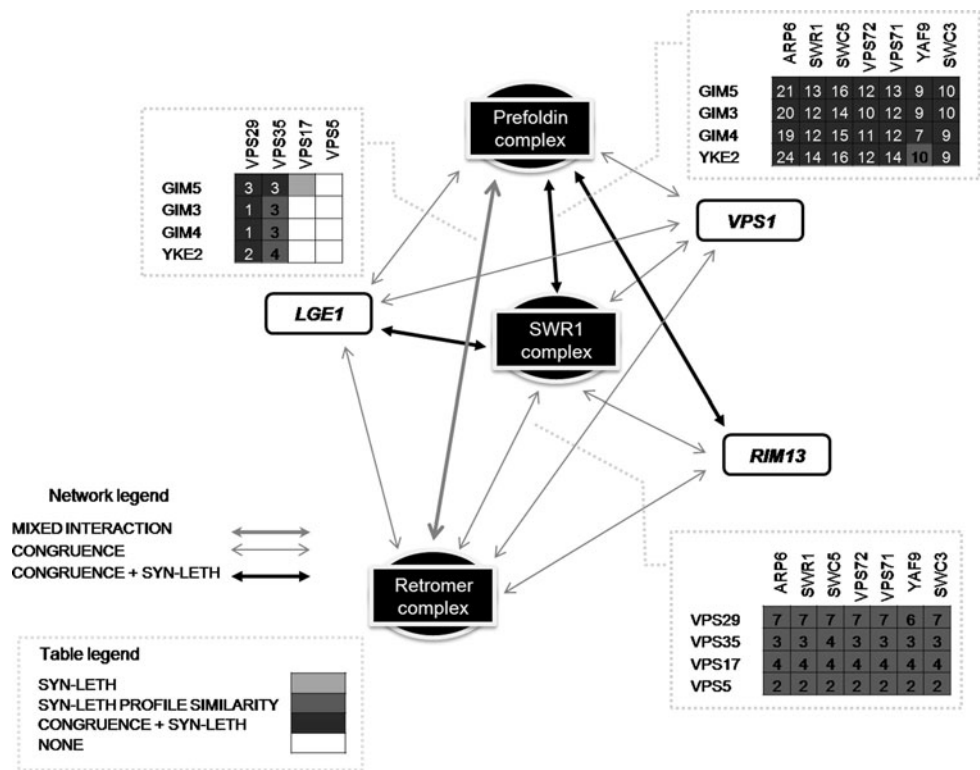 ARP6 SWR1 SWC5 VPS72 VPS71 YAF9 SWC3
GIM5 21 13 16 12 13 9 10
GIM3 20 12 14 10 12 9 10
GIM4 19 12 15 11 12 7 9
YKE2 24 14 16 12 14 10 9
VPS29 VPS35 VPS17 VPS5
GIM5 3 3
GIM3 1 3
GIM4 1 3
YKE2 2 4
Prefoldin
complex
VPS1
LGE1
SWR1
complex
RIM13
Retromer
complex
Network legend
MIXED INTERACTION
CONGRUENCE
CONGRUENCE + SYN-LETH
ARP6 SWR1 SWC5 VPS72 VPS71 YAF9 SWC3
VPS29 7 7 7 7 7 6 7
VPS35 3 3 4 3 3 3 3
VPS17 4 4 4 4 4 4 4
VPS5 2 2 2 2 2 2 2
Table legend
SYN-LETH
SYN-LETH PROFILE SIMILARITY
CONGRUENCE + SYN-LETH
NONE